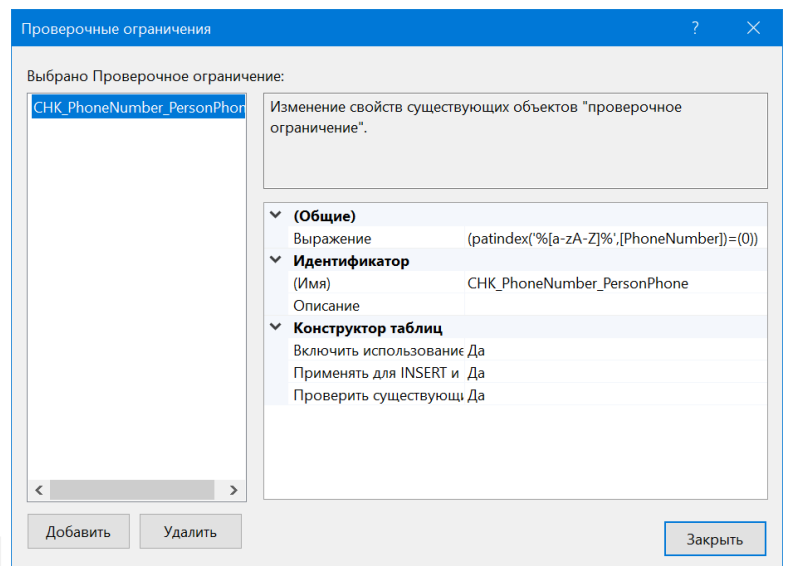 Проверочные ограничения
Выбрано Проверочное ограничение:
CHK_PhoneNumber_PersonPhon
Изменение свойств существующих объектов "проверочное
ограничение".
(Общие)
Выражение (patindex('%[a-zA-Z]%',[PhoneNumber])=(0))
Идентификатор
(Имя) CHK_PhoneNumber_PersonPhone
Описание
Конструктор таблиц
Включить использование Да
Применять для INSERT и Да
Проверить существующи Да
Добавить Удалить
Закрыть